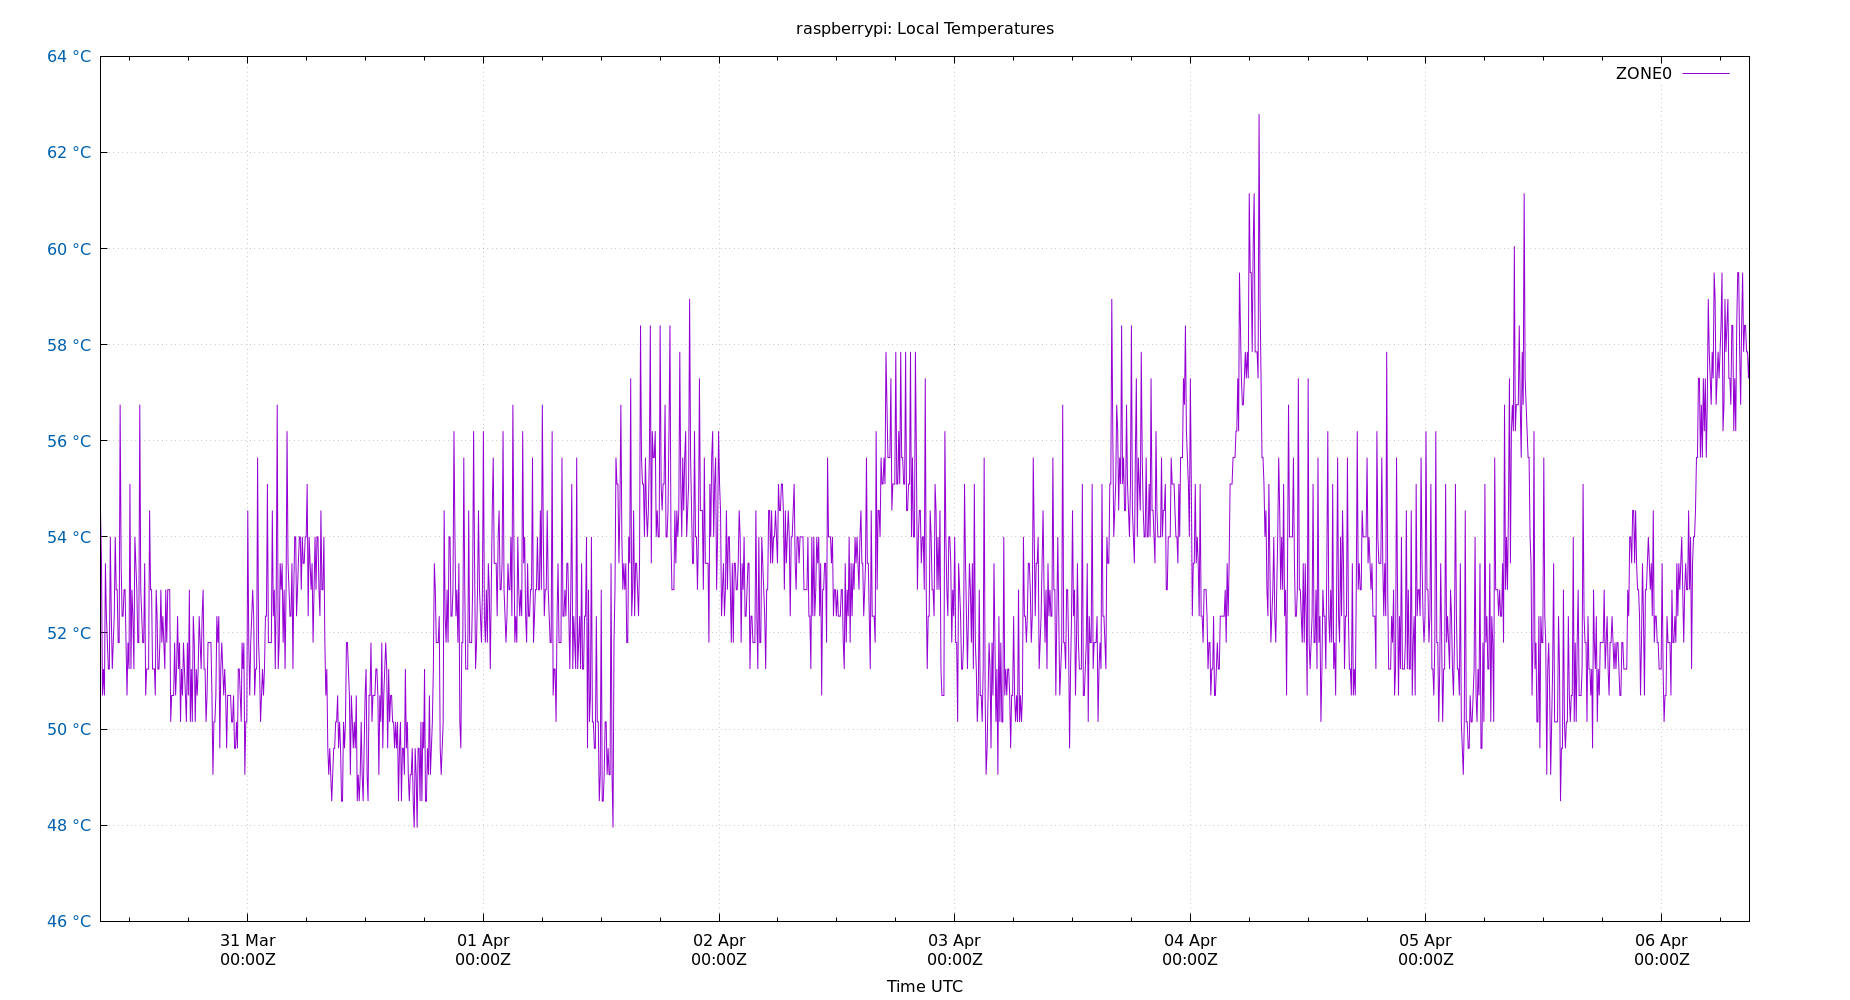 raspberrypi: Local Temperatures
64 °C
ZONE0
62 °C
60 °C
58 °C
56 °C
54 °C
52 °C
50 °C
48 °C
46 °C
31 Mar 01 Apr 02 Apr 03 Apr 04 Apr 05 Apr 06 Apr
00:00Z 00:00Z 00:00Z 00:00Z 00:00Z 00:00Z 00:00Z
Time UTC